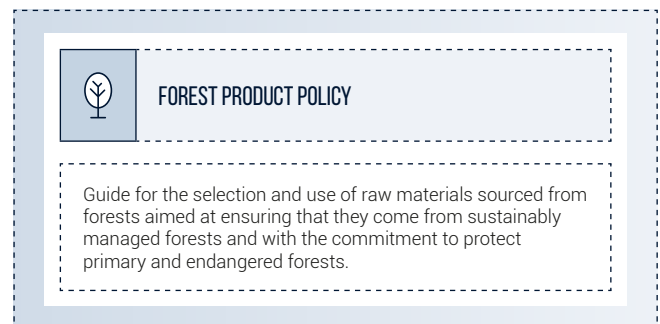 FOREST PRODUCT POLICY
Guide for the selection and use of raw materials sourced from
forests aimed at ensuring that they come from sustainably
managed forests and with the commitment to protect
primary and endangered forests.